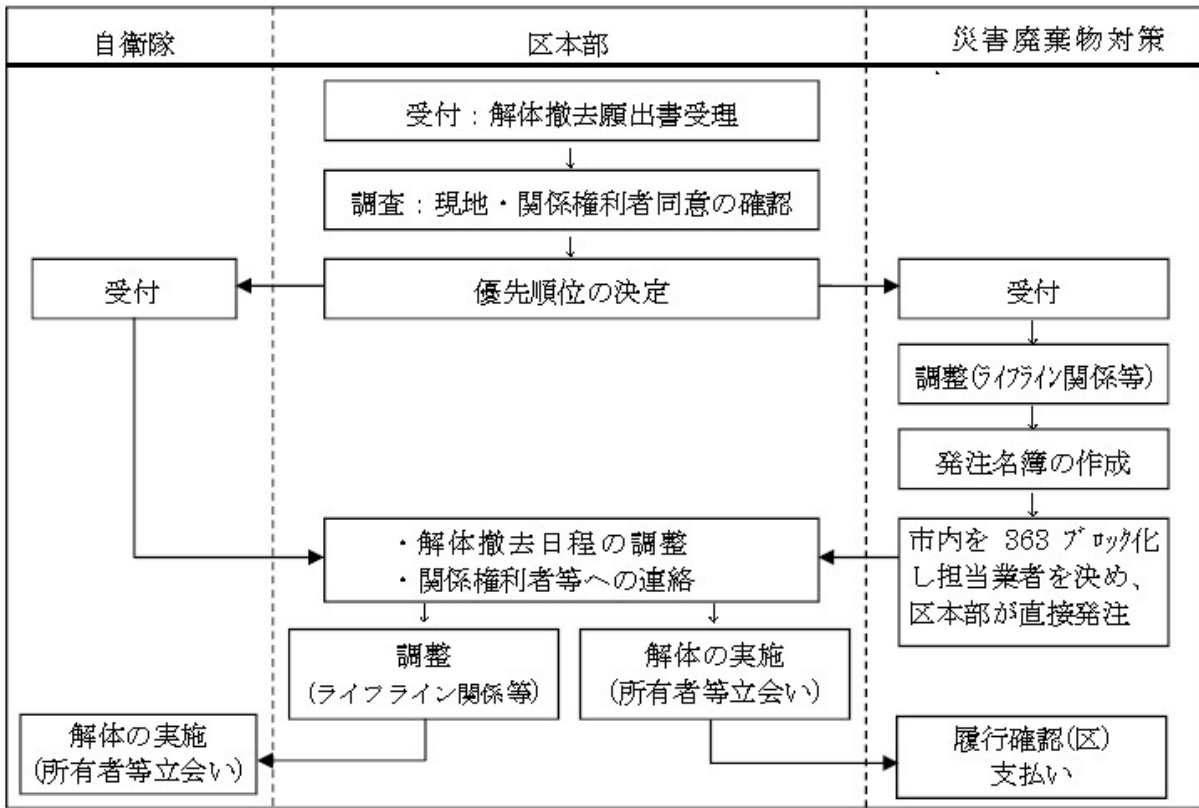 自衛隊
区本部
災害廃棄物対策
受付：解体撤去願出書受理
↓
調査：現地・関係権利者同意の確認
↓
受付
優先順位の決定
受付
↓
調整(ﾗｲﾌﾗｲﾝ関係等)
↓
発注名簿の作成
↓
・解体撤去日程の調整
・関係権利者等への連絡
市内を 363 ﾌﾞﾛｯｸ化
し担当業者を決め、
区本部が直接発注
↓
↓
調整
(ライフライン関係等)
解体の実施
(所有者等立会い)
解体の実施
(所有者等立会い)
履行確認(区)
支払い